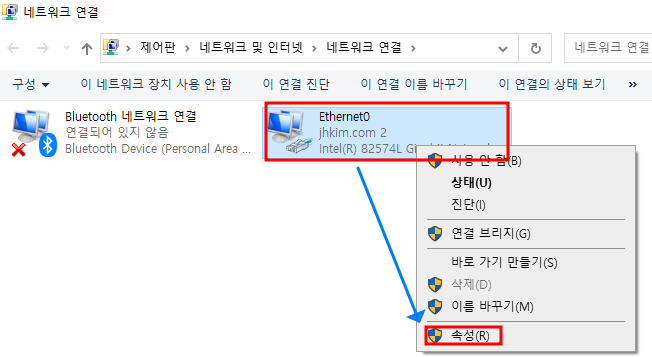 네트워크 연결
제어판 > 네트워크 및 인터넷 > 네트워크 연결 >
네트워크 연결
구성
이 네트워크 장치 사용 안 함
이 연결 진단
이 연결 이름 바꾸기
이 연결의 상태 보기
»
Bluetooth 네트워크 연결
연결되어 있지 않음
Bluetooth Device (Personal Area ...
Ethernet0
jhkim.com 2
Intel(R) 82574L
사용 안 함(B)
상태(U)
진단(I)
연결 브리지(G)
바로 가기 만들기(S)
삭제(D)
이름 바꾸기(M)
속성(R)